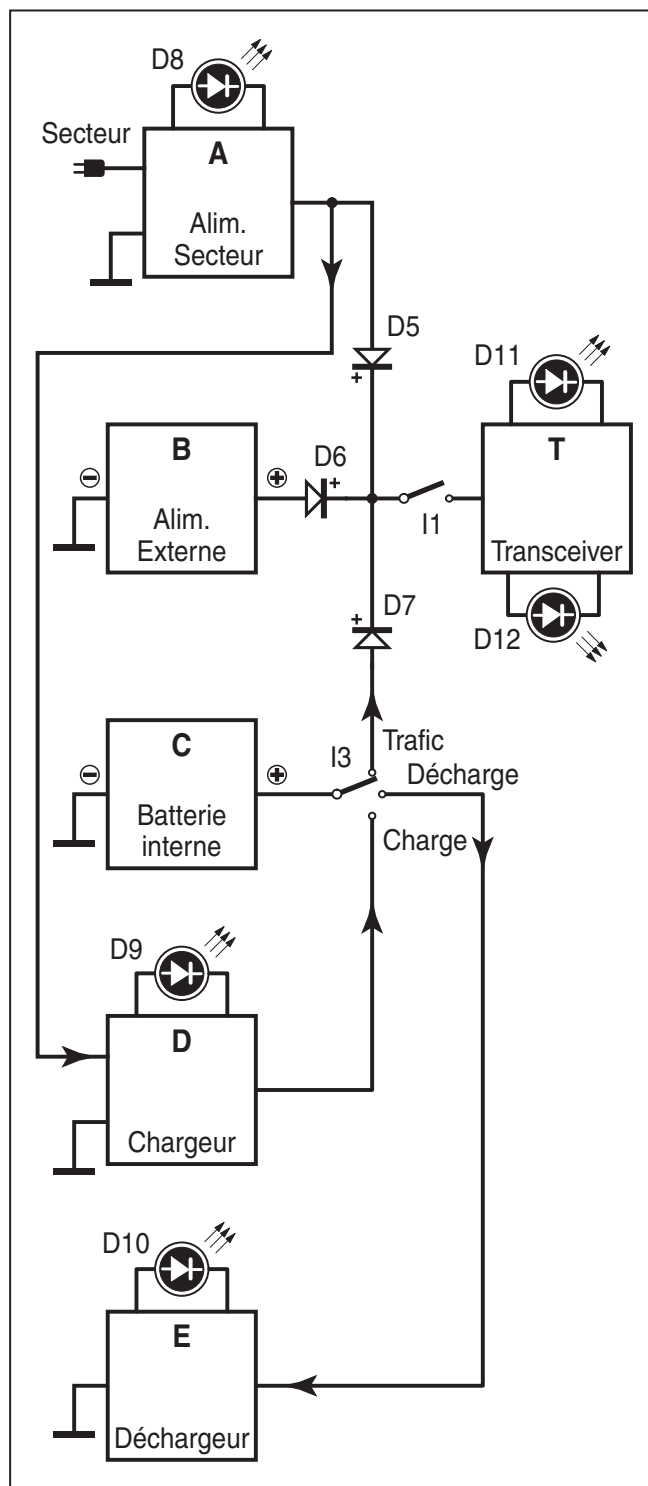 D8
Secteur
A
Alim.
Secteur
D5
D11
B
D6
T
⊖
⊕
+
+
Alim.
Externe
I1
Transceiver
D7
D12
+
C
I3
Trafic
⊖
⊕
Décharge
Batterie
interne
Charge
D9
D
Chargeur
D10
E
Déchargeur